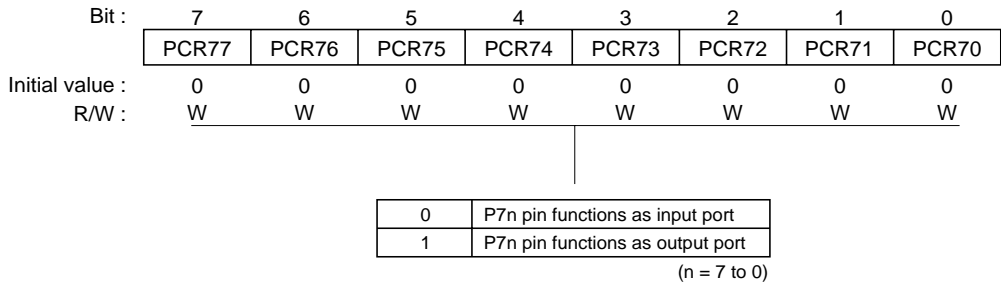 Bit : 7 6 5 4 3 2 1 0
PCR77 PCR76 PCR75 PCR74 PCR73 PCR72 PCR71 PCR70
Initial value : 0 0 0 0 0 0 0 0
R/W : W W W W W W W W
0 P7n pin functions as input port
1 P7n pin functions as output port
(n = 7 to 0)